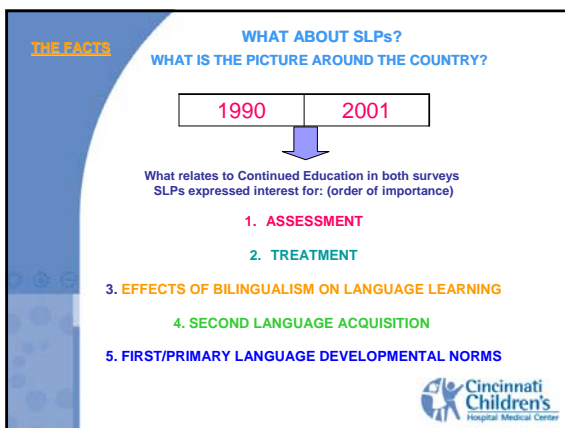 THE FACTS
WHAT ABOUT SLPs?
WHAT IS THE PICTURE AROUND THE COUNTRY?
1990 2001
What relates to Continued Education in both surveys
SLPs expressed interest for: (order of importance)
1. ASSESSMENT
2. TREATMENT
3. EFFECTS OF BILINGUALISM ON LANGUAGE LEARNING
4. SECOND LANGUAGE ACQUISITION
5. FIRST/PRIMARY LANGUAGE DEVELOPMENTAL NORMS
Cincinnati
Children's
Hospital Medical Center